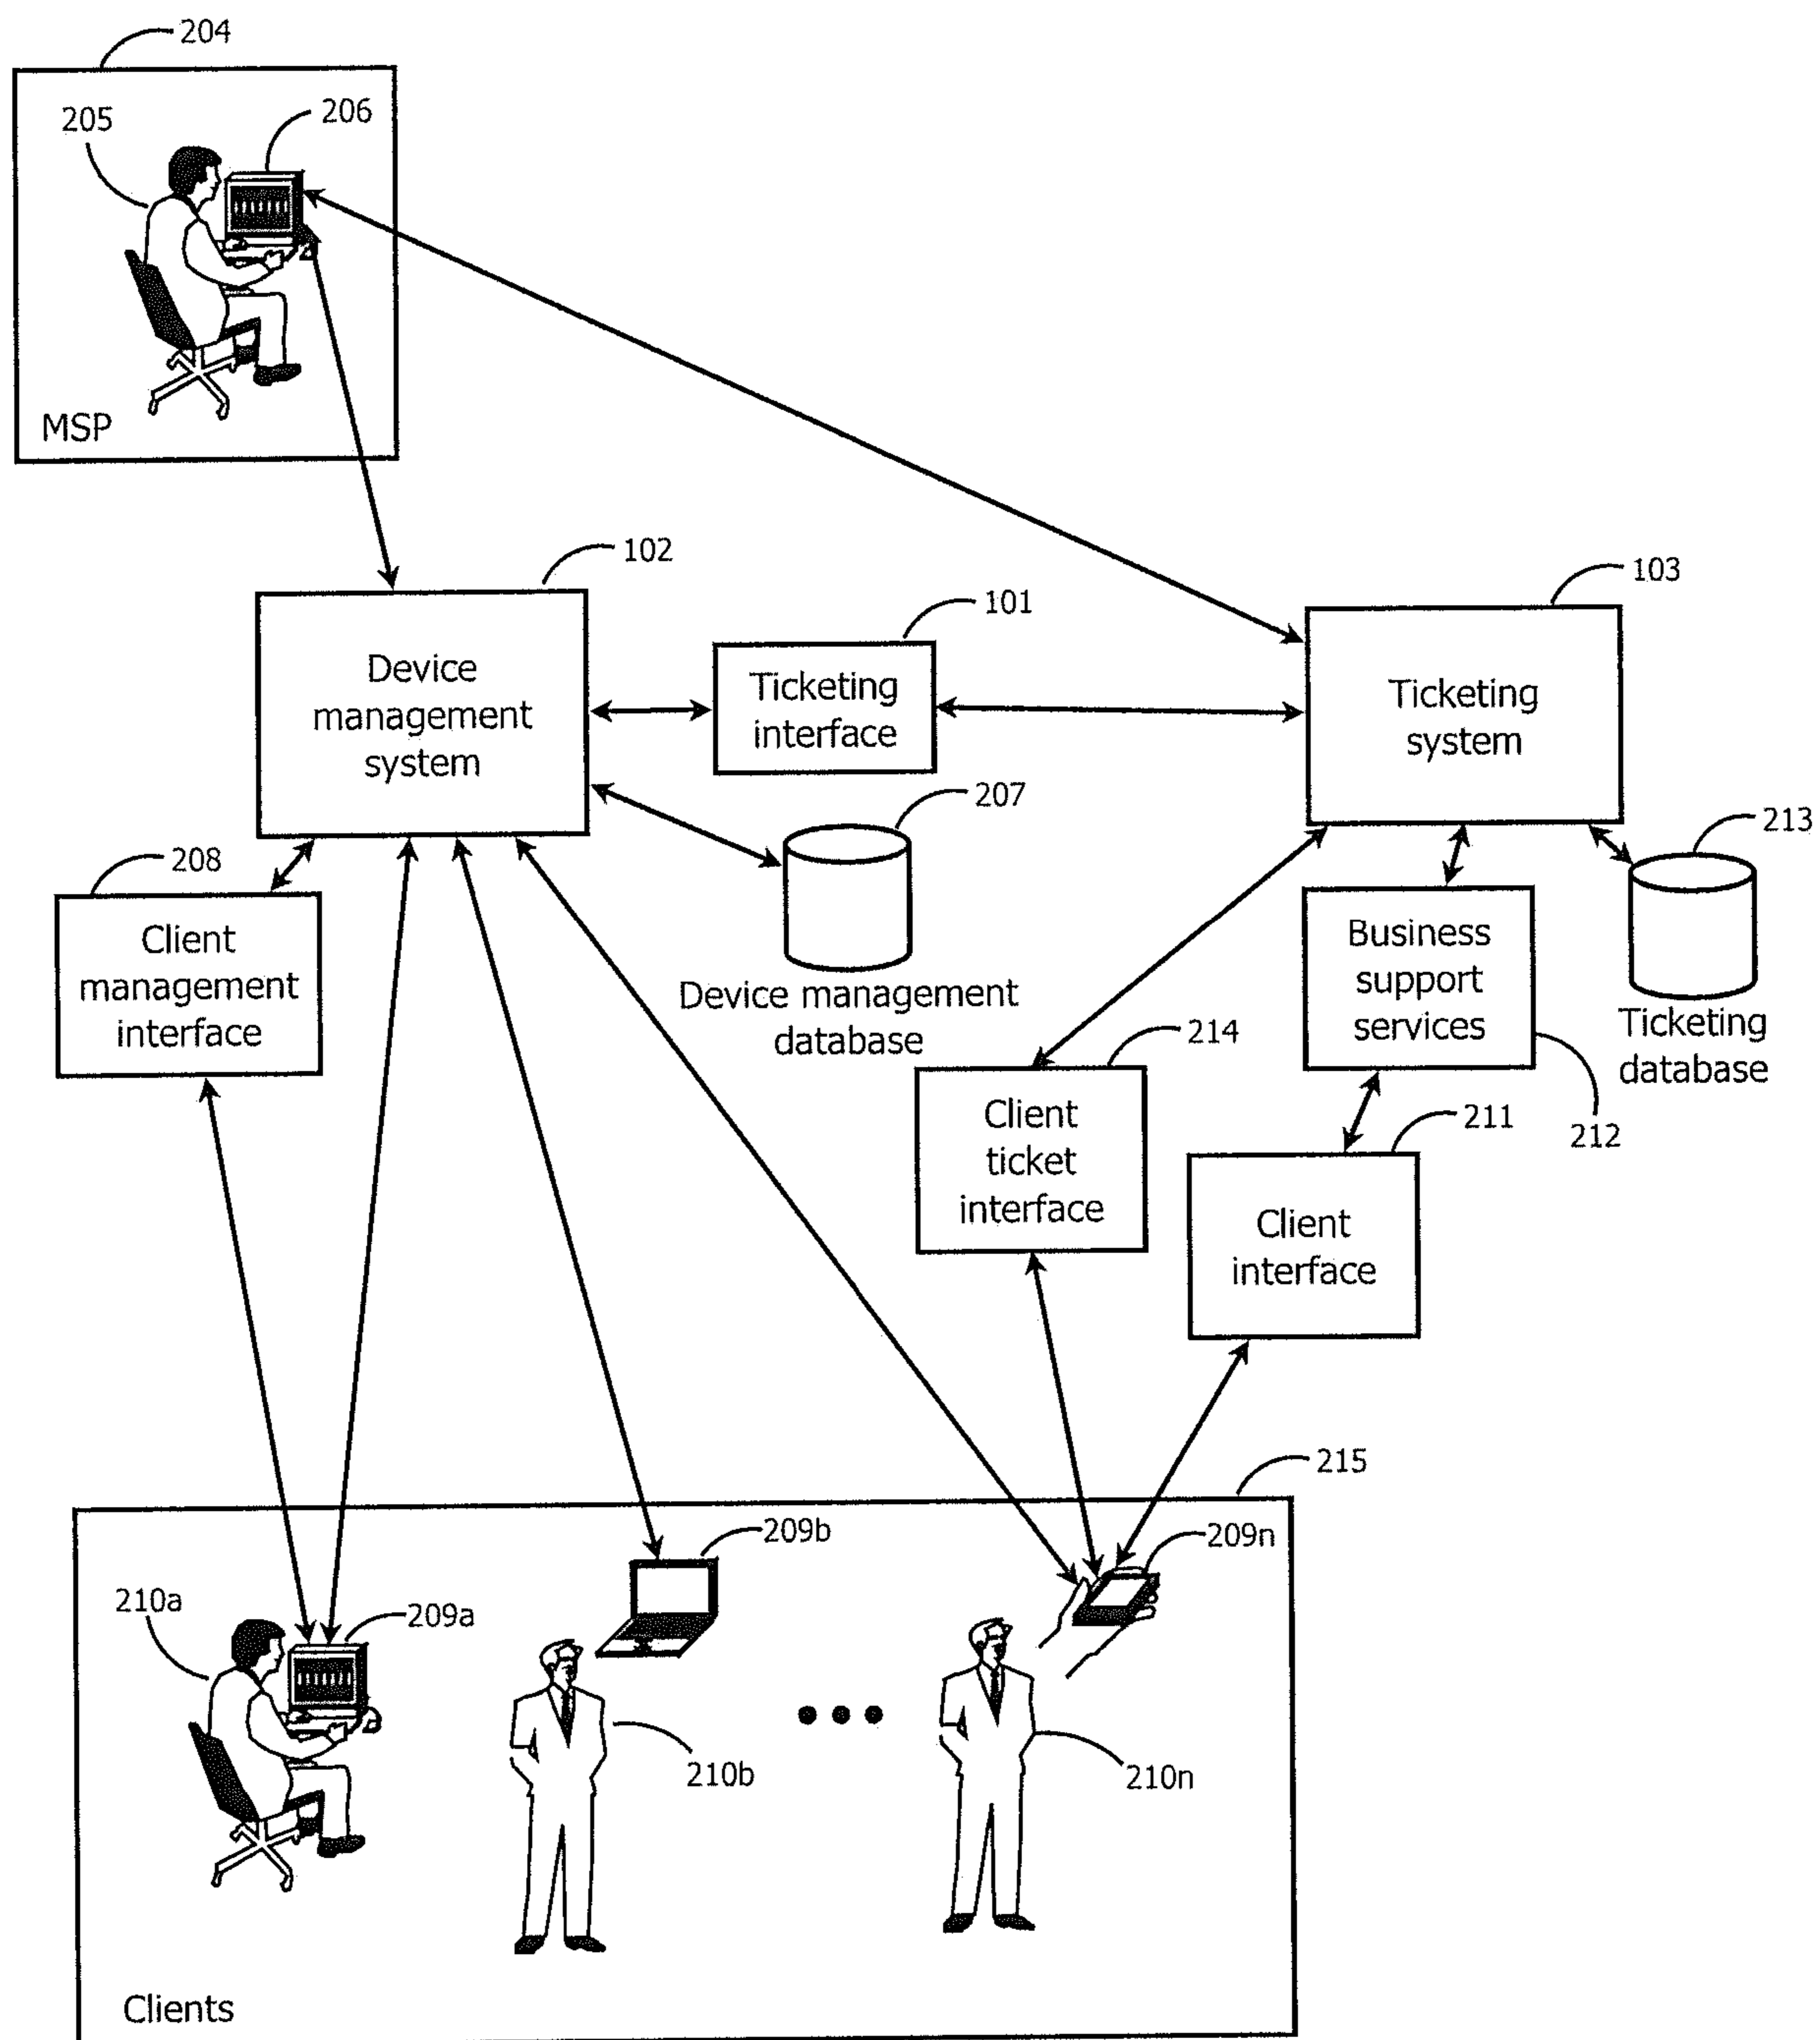 204
205
206
MSP
102
101
103
Device
management
system
Ticketing
interface
Ticketing
system
207
213
208
Client
management
interface
Device management
database
Business
support
services
Ticketing
database
214
212
Client
ticket
interface
211
Client
interface
215
209b
209n
210a
209a
210b
210n
Clients